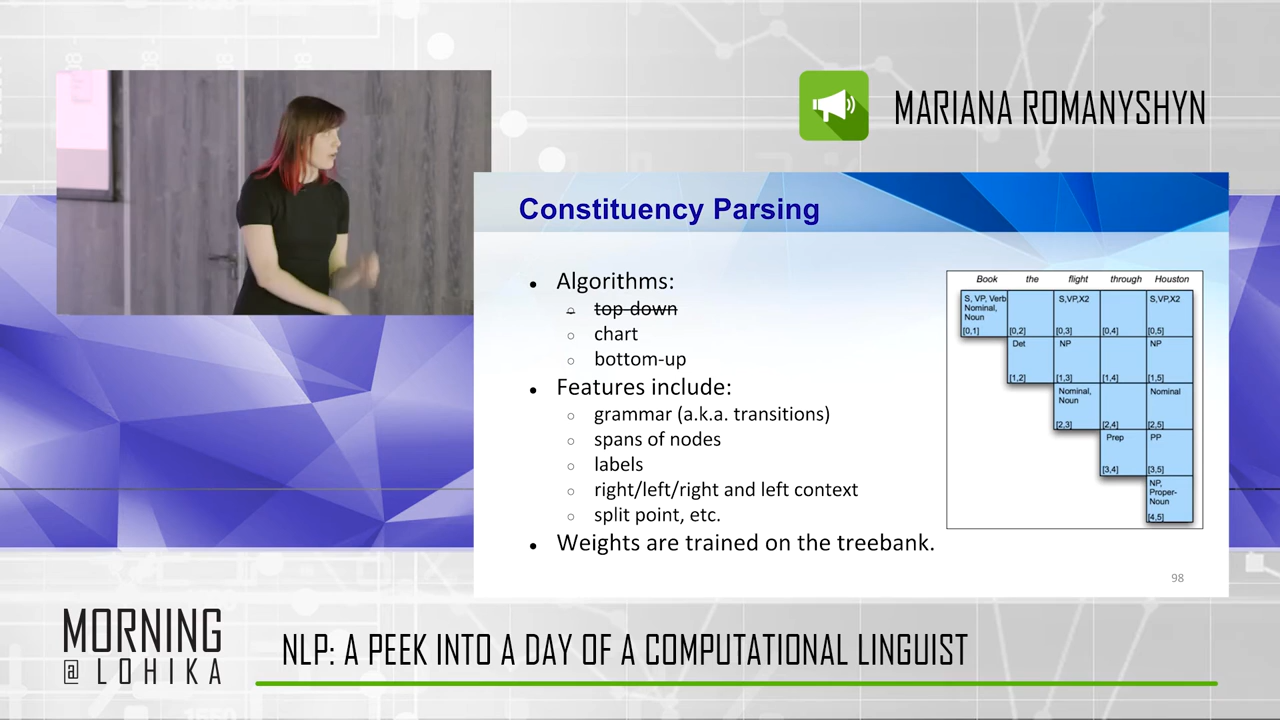 MARIANA ROMANYSHYN
Constituency Parsing
• Algorithms:
○ top-down
○ chart
○ bottom-up
• Features include:
○ grammar (a.k.a. transitions)
○ spans of nodes
○ labels
○ right/left/right and left context
○ split point, etc.
• Weights are trained on the treebank.
Book the flight through Houston
S, VP, Verb
Nominal,
Noun
[0,1]
[0,2]
S,VP,X2
[0,3]
[0,4]
S,VP,X2
[0,5]
Det
[1,2]
NP
[1,3]
[1,4]
NP
[1,5]
Nominal,
Noun
[2,3]
[2,4]
Nominal
[2,5]
Prep
[3,4]
PP
[3,5]
NP,
Proper-
Noun
[4,5]
98
MORNING
@ LOHIKA
NLP: A PEEK INTO A DAY OF A COMPUTATIONAL LINGUIST